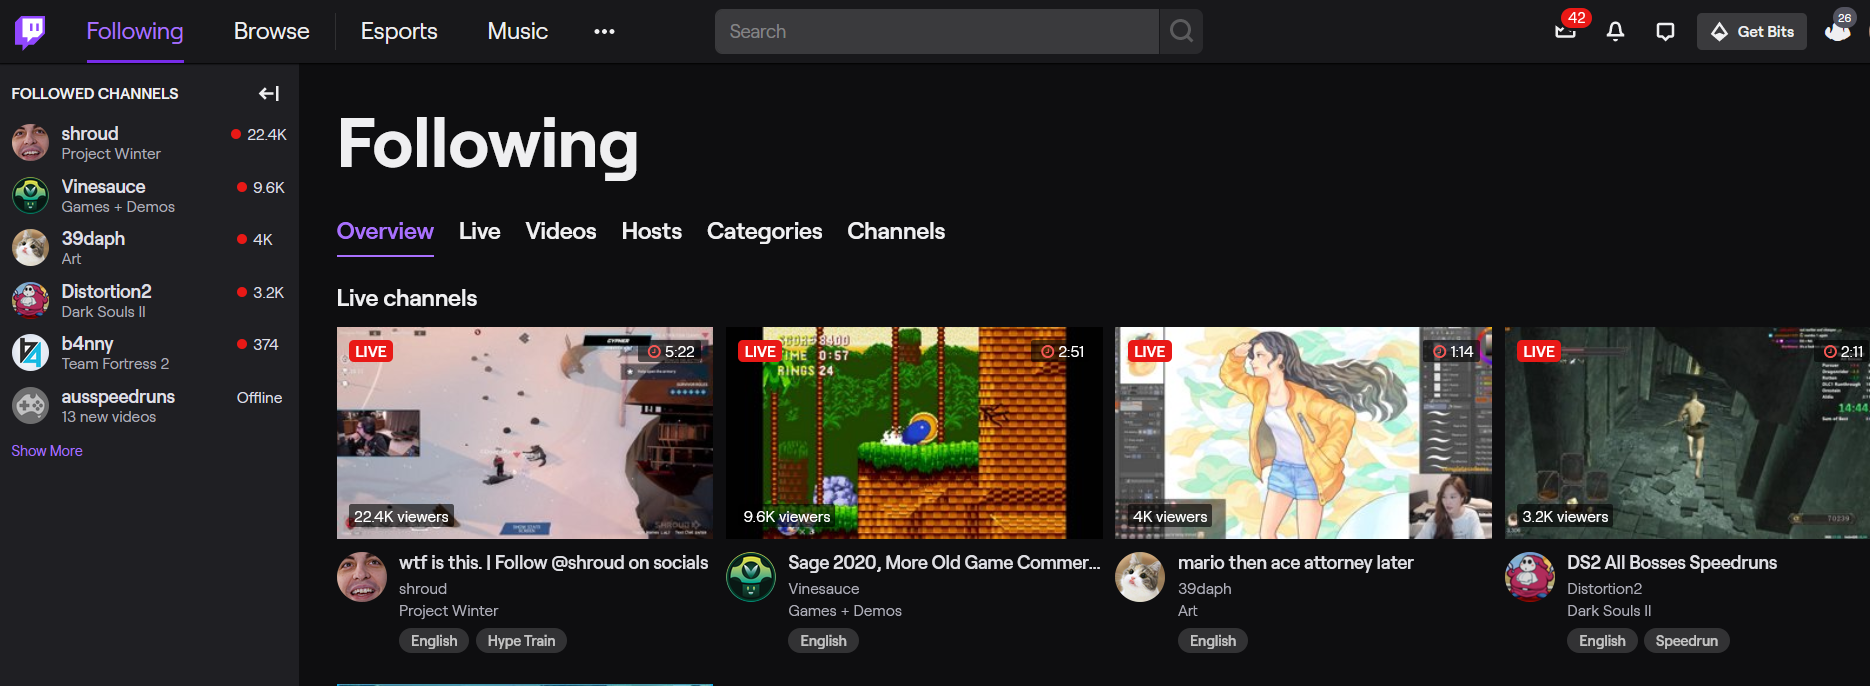 Following
Browse
Esports
Music
Search
42
Get Bits
26
FOLLOWED CHANNELS
shroud
22.4K
Project Winter
Vinesauce
9.6K
Games + Demos
39daph
4K
Art
Distortion2
3.2K
Dark Souls II
b4nny
374
Team Fortress 2
ausspeedruns
Offline
13 new videos
Show More
Following
Overview
Live
Videos
Hosts
Categories
Channels
Live channels
LIVE
CYPHER
5:22
22.4K viewers
SHROUD
wtf is this. | Follow @shroud on socials
shroud
Project Winter
English
Hype Train
LIVE
8400
TIME 0:57
RINGS 24
2:51
9.6K viewers
Sage 2020, More Old Game Commer...
Vinesauce
Games + Demos
English
LIVE
1:14
4K viewers
mario then ace attorney later
39daph
Art
English
LIVE
2:11
14:44
3.2K viewers
70239
DS2 All Bosses Speedruns
Distortion2
Dark Souls II
English
Speedrun